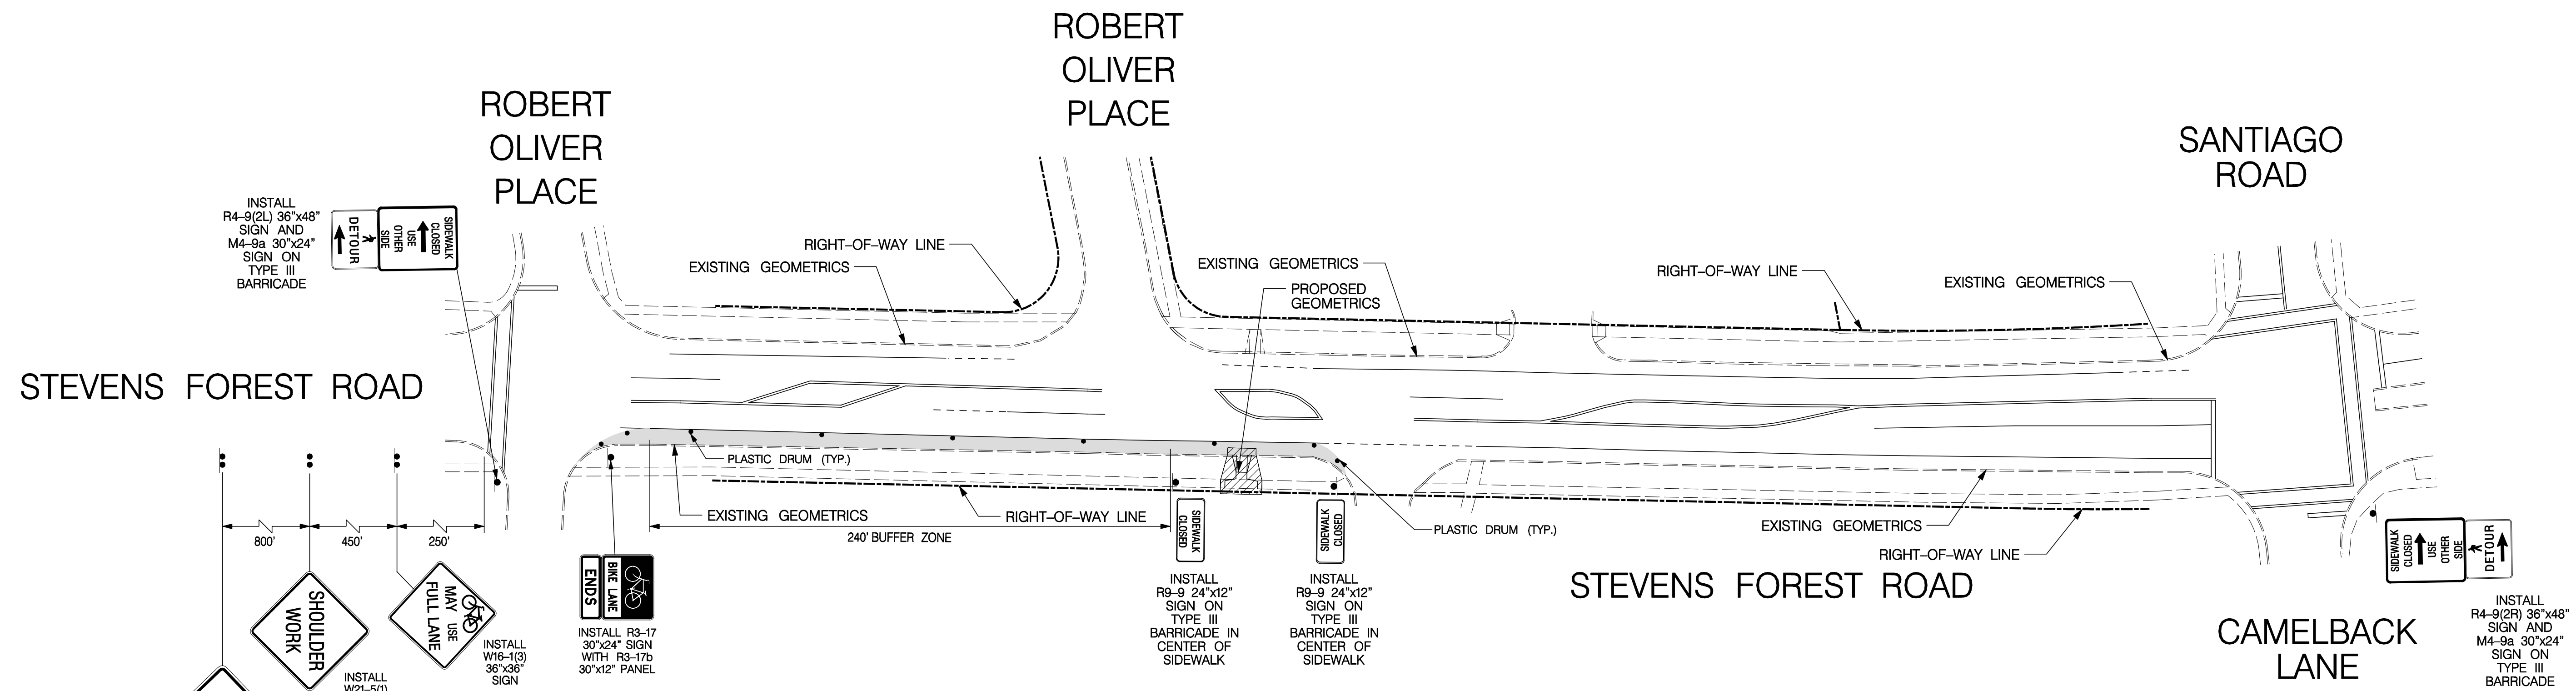 ROBERT
OLIVER
PLACE
ROBERT
OLIVER
PLACE
SANTIAGO
ROAD
INSTALL
R4-9(2L) 36"x48"
SIGN AND
M4-9a 30"x24"
SIGN ON
TYPE III
BARRICADE
DETOUR
SIDEWALK
CLOSED
USE
OTHER
SIDE
RIGHT-OF-WAY LINE
EXISTING GEOMETRICS
EXISTING GEOMETRICS
PROPOSED
GEOMETRICS
RIGHT-OF-WAY LINE
EXISTING GEOMETRICS
STEVENS FOREST ROAD
PLASTIC DRUM (TYP.)
EXISTING GEOMETRICS
RIGHT-OF-WAY LINE
240' BUFFER ZONE
800'
450'
250'
SIDEWALK
CLOSED
SIDEWALK
CLOSED
PLASTIC DRUM (TYP.)
EXISTING GEOMETRICS
RIGHT-OF-WAY LINE
STEVENS FOREST ROAD
SHOULDER
WORK
INSTALL
W21-5(1)
MAY USE
FULL LANE
INSTALL
W16-1(3)
36"x36"
SIGN
BIKE LANE
ENDS
INSTALL R3-17
30"x24" SIGN
WITH R3-17b
30"x12" PANEL
INSTALL
R9-9 24"x12"
SIGN ON
TYPE III
BARRICADE IN
CENTER OF
SIDEWALK
INSTALL
R9-9 24"x12"
SIGN ON
TYPE III
BARRICADE IN
CENTER OF
SIDEWALK
CAMELBACK
LANE
SIDEWALK
CLOSED
USE
OTHER
SIDE
DETOUR
INSTALL
R4-9(2R) 36"x48"
SIGN AND
M4-9a 30"x24"
SIGN ON
TYPE III
BARRICADE